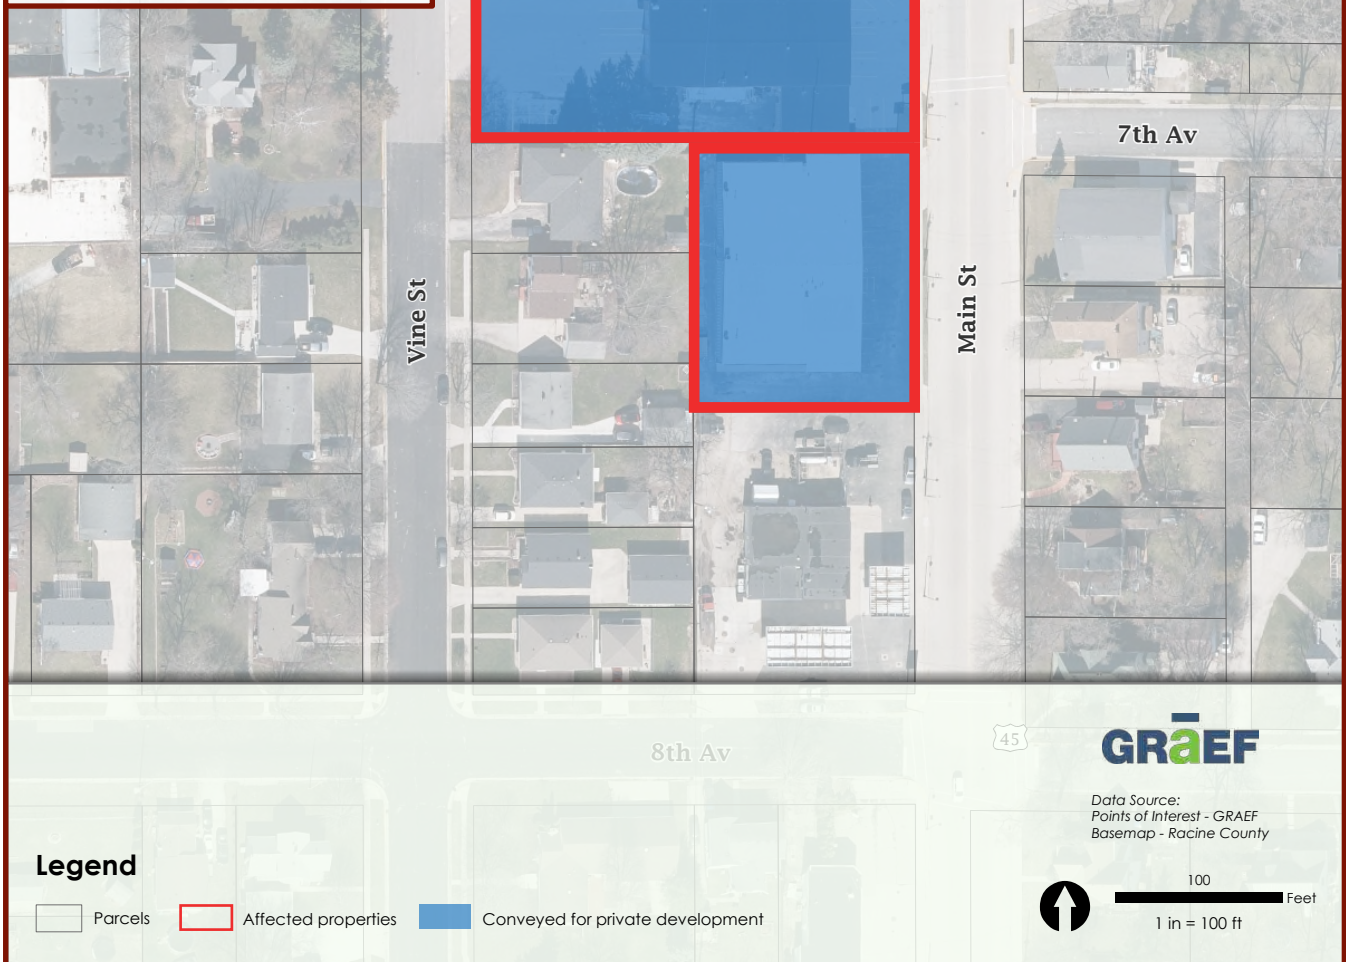 7th Av
Vine St
Main St
8th Av
45
GRAEF
Data Source:
Points of Interest - GRAEF
Basemap - Racine County
Legend
Parcels
Affected properties
Conveyed for private development
100
Feet
1 in = 100 ft